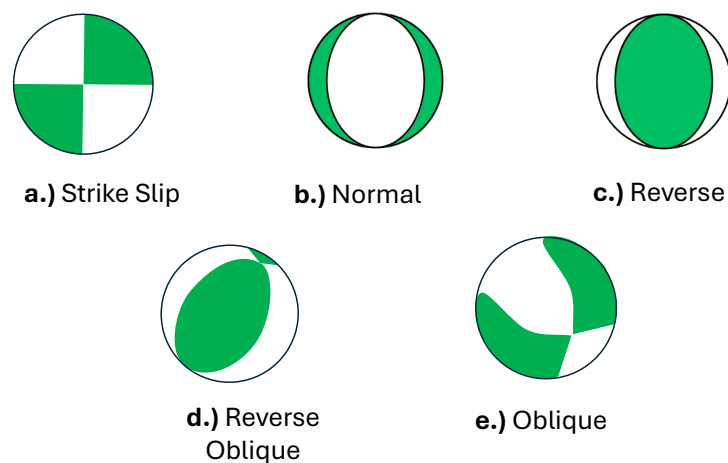 a.) Strike Slip
b.) Normal
c.) Reverse
d.) Reverse
Oblique
e.) Oblique